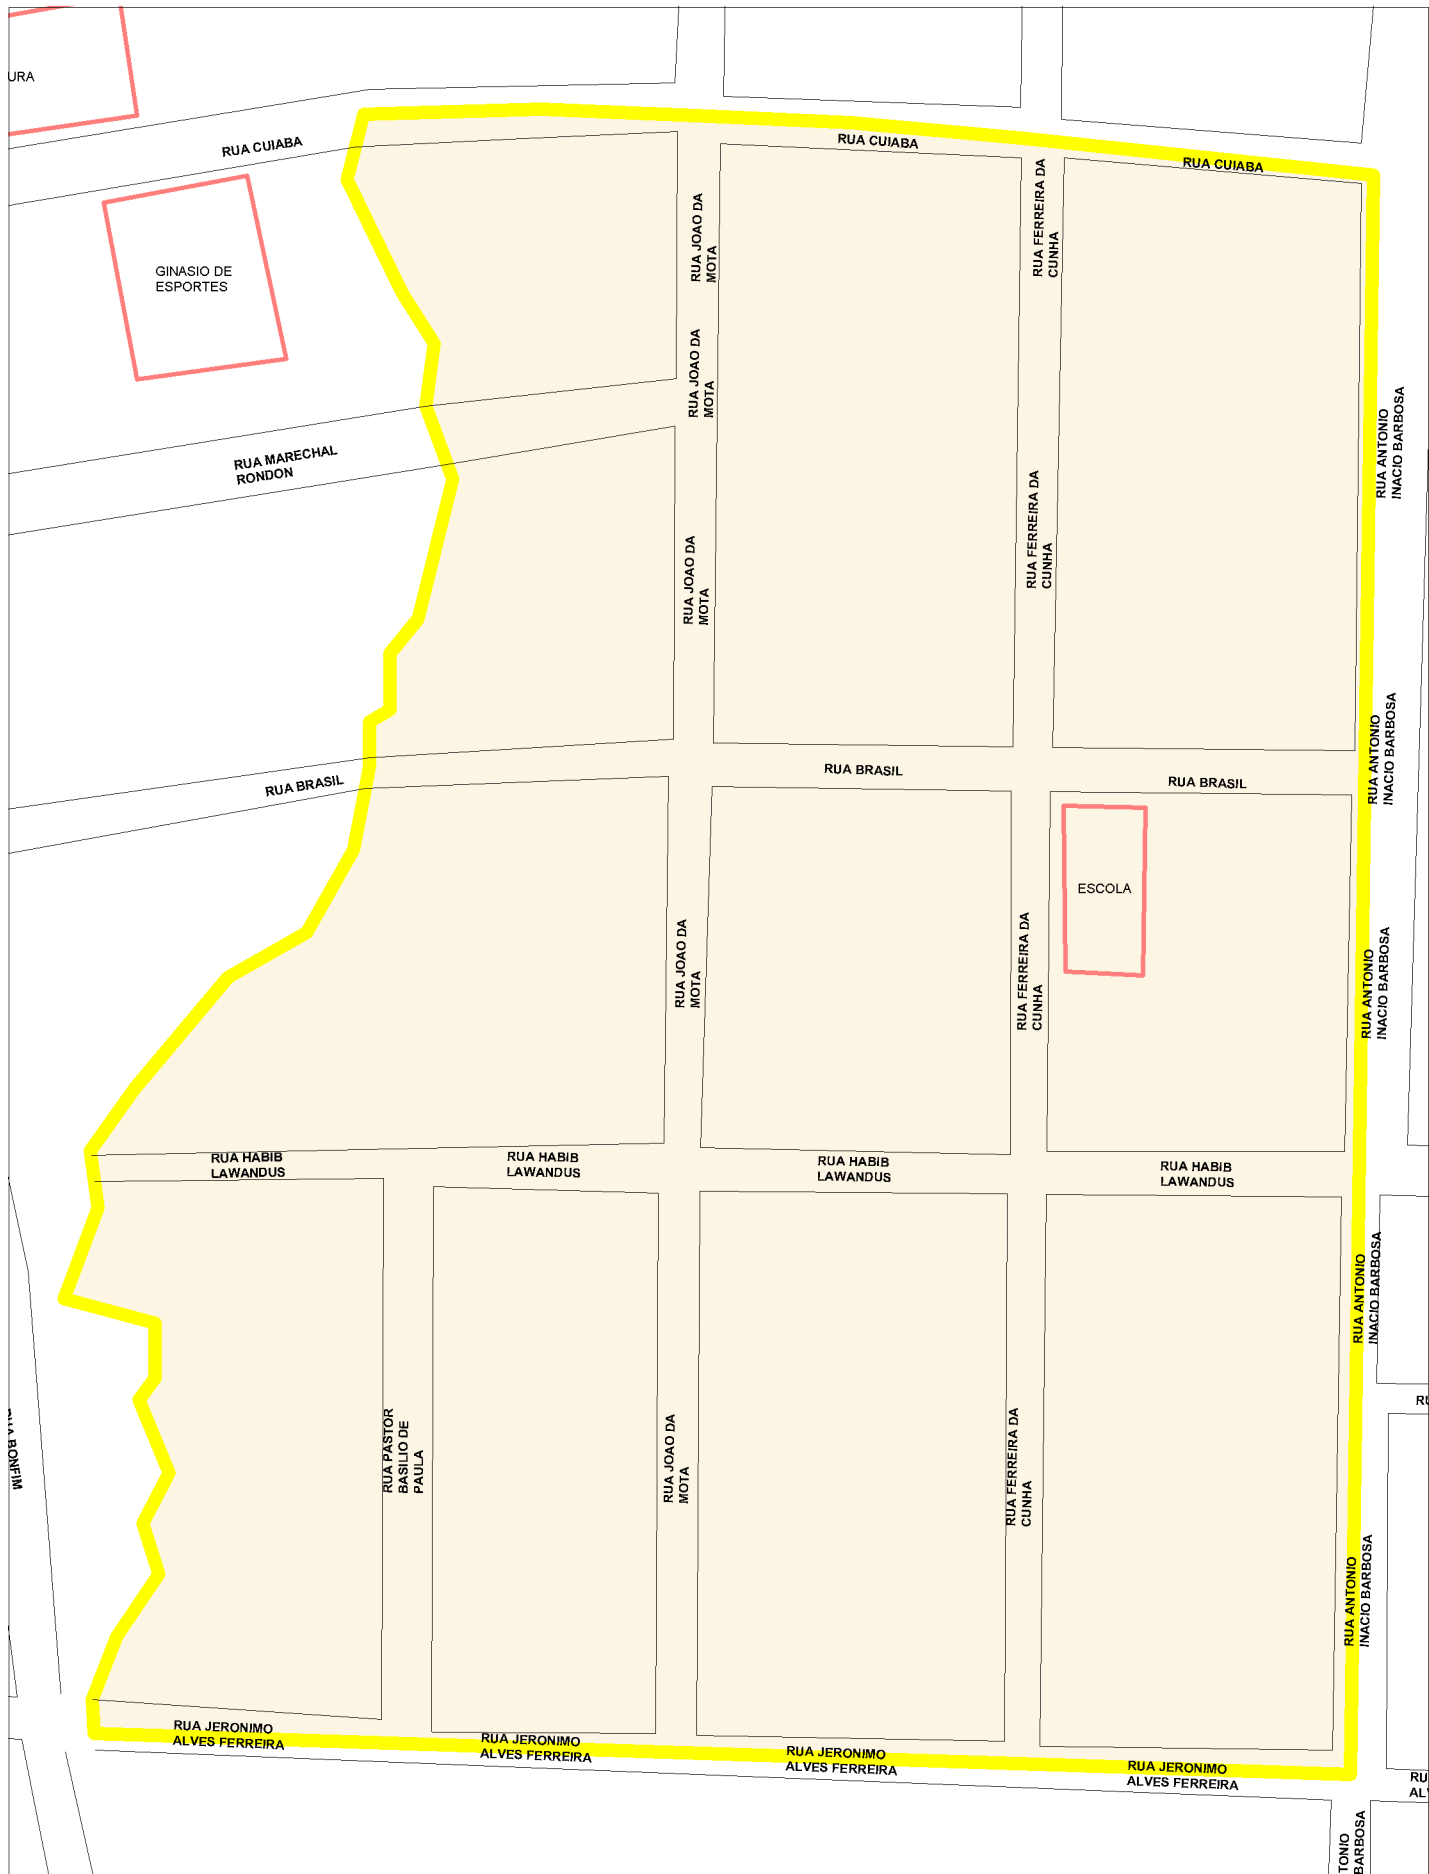 URA
RUA CUIABA
RUA CUIABA
RUA CUIABA
RUA JOAO DA
MOTA
RUA FERREIRA DA
CUNHA
GINASIO DE
ESPORTES
RUA JOAO DA
MOTA
RUA ANTONIO
INACIO BARBOSA
RUA MARECHAL
RONDON
RUA FERREIRA DA
CUNHA
RUA JOAO DA
MOTA
RUA ANTONIO
INACIO BARBOSA
RUA BRASIL
RUA BRASIL
RUA BRASIL
ESCOLA
RUA JOAO DA
MOTA
RUA FERREIRA DA
CUNHA
RUA ANTONIO
INACIO BARBOSA
RUA HABIB
LAWANDUS
RUA HABIB
LAWANDUS
RUA HABIB
LAWANDUS
RUA HABIB
LAWANDUS
RUA ANTONIO
INACIO BARBOSA
RU
RUA BONFIM
RUA PASTOR
BASILIO DE
PAULA
RUA JOAO DA
MOTA
RUA FERREIRA DA
CUNHA
RUA ANTONIO
INACIO BARBOSA
RUA JERONIMO
ALVES FERREIRA
RUA JERONIMO
ALVES FERREIRA
RUA JERONIMO
ALVES FERREIRA
RUA JERONIMO
ALVES FERREIRA
RU
AL
TONIO
BARBOSA